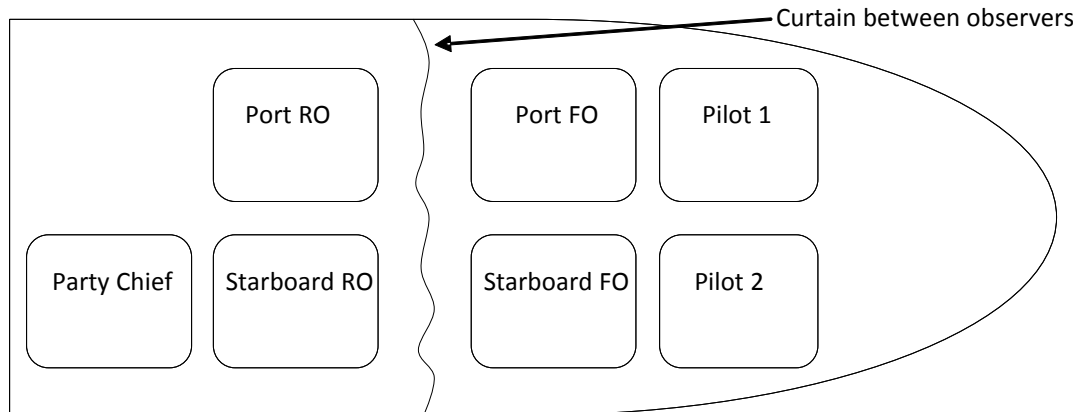 Curtain between observers
Port RO
Port FO
Pilot 1
Party Chief
Starboard RO
Starboard FO
Pilot 2